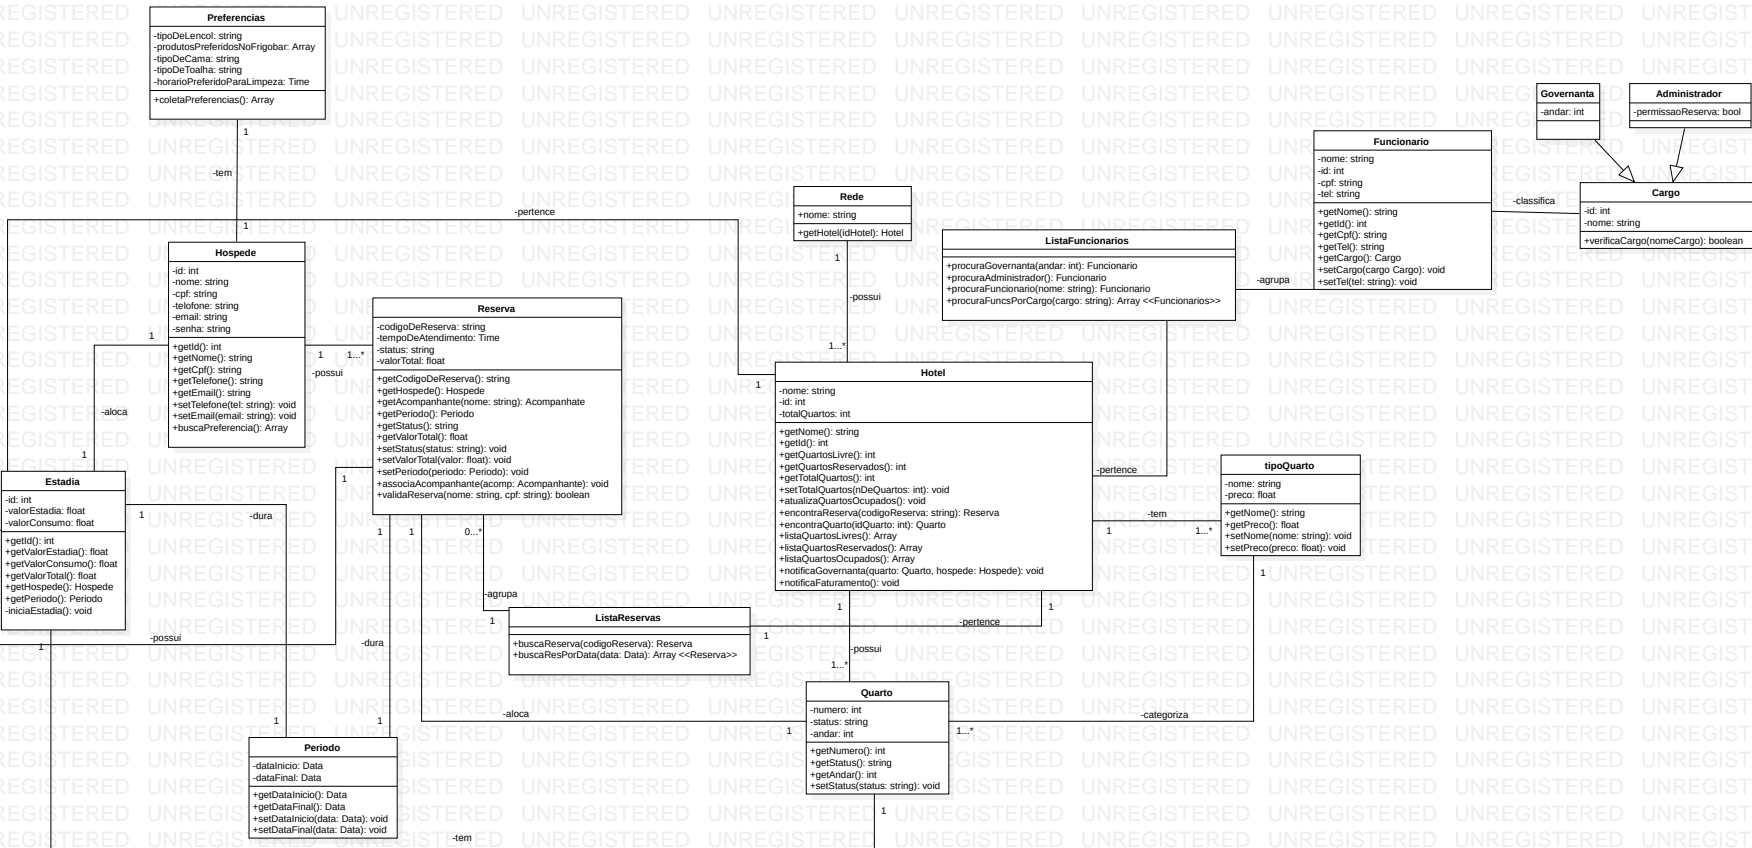 Preferencias
-tipoDeLencol: string
-produtosPreferidosNoFrigobar: Array
-tipoDeCama: string
-tipoDeToalha: string
-horarioPreferidoParaLimpeza: Time
+coletaPreferencias(): Array
1
-tem
1
-pertence
Hospede
-id: int
-nome: string
-cpf: string
-telofone: string
-email: string
-senha: string
+getId(): int
+getNome(): string
+getCpf(): string
+getTelefone(): string
+getEmail(): string
+setTelefone(tel: string): void
+setEmail(email: string): void
+buscaPreferencia(): Array
1
-aloca
1
1
1...*
-possui
Reserva
-codigoDeReserva: string
-tempoDeAtendimento: Time
-status: string
-valorTotal: float
+getCodigoDeReserva(): string
+getHospede(): Hospede
+getAcompanhante(nome: string): Acompanhate
+getPeriodo(): Periodo
+getStatus(): string
+getValorTotal(): float
+setStatus(status: string): void
+setValorTotal(valor: float): void
+setPeriodo(periodo: Periodo): void
+associaAcompanhante(acomp: Acompanhante): void
+validaReserva(nome: string, cpf: string): boolean
Rede
+nome: string
+getHotel(idHotel): Hotel
1
-possui
1...*
ListaFuncionarios
+procuraGovernanta(andar: int): Funcionario
+procuraAdministrador(): Funcionario
+procuraFuncionario(nome: string): Funcionario
+procuraFuncsPorCargo(cargo: string): Array <<Funcionarios>>
-agrupa
Funcionario
-nome: string
-id: int
-cpf: string
-tel: string
+getNome(): string
+getId(): int
+getCpf(): string
+getTel(): string
+getCargo(): Cargo
+setCargo(cargo Cargo): void
+setTel(tel: string): void
-classifica
Governanta
-andar: int
Administrador
-permissaoReserva: bool
Cargo
-id: int
-nome: string
+verificaCargo(nomeCargo): boolean
1
Hotel
-nome: string
-id: int
-totalQuartos: int
+getNome(): string
+getId(): int
+getQuartosLivre(): int
+getQuartosReservados(): int
+getTotalQuartos(): int
+setTotalQuartos(nDeQuartos: int): void
+atualizaQuartosOcupados(): void
+encontraReserva(codigoReserva: string): Reserva
+encontraQuarto(idQuarto: int): Quarto
+listaQuartosLivres(): Array
+listaQuartosReservados(): Array
+listaQuartosOcupados(): Array
+notificaGovernanta(quarto: Quarto, hospede: Hospede): void
+notificaFaturamento(): void
-pertence
-tem
1
1...*
tipoQuarto
-nome: string
-preco: float
+getNome(): string
+getPreco(): float
+setNome(nome: string): void
+setPreco(preco: float): void
1
Estadia
-id: int
-valorEstadia: float
-valorConsumo: float
+getId(): int
+getValorEstadia(): float
+getValorConsumo(): float
+getValorTotal(): float
+getHospede(): Hospede
+getPeriodo(): Periodo
-iniciaEstadia(): void
1
-dura
1
1
1
0...*
-agrupa
1
ListaReservas
+buscaReserva(codigoReserva): Reserva
+buscaResPorData(data: Data): Array <<Reserva>>
1
-pertence
1
1
-possui
1...*
1
-possui
-dura
1
1
-aloca
1
Quarto
-numero: int
-status: string
-andar: int
+getNumero(): int
+getStatus(): string
+getAndar(): int
+setStatus(status: string): void
-categoriza
1...*
Periodo
-dataInicio: Data
-dataFinal: Data
+getDataInicio(): Data
+getDataFinal(): Data
+setDataInicio(data: Data): void
+setDataFinal(data: Data): void
1
-tem